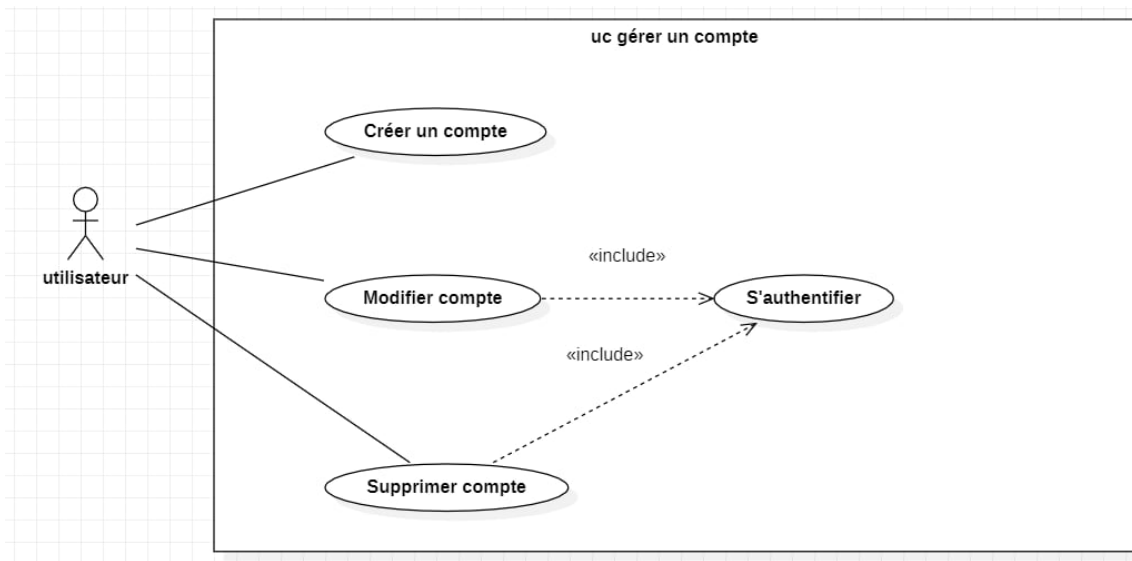 uc gérer un compte
Créer un compte
utilisateur
«include»
Modifier compte
S'authentifier
«include»
Supprimer compte